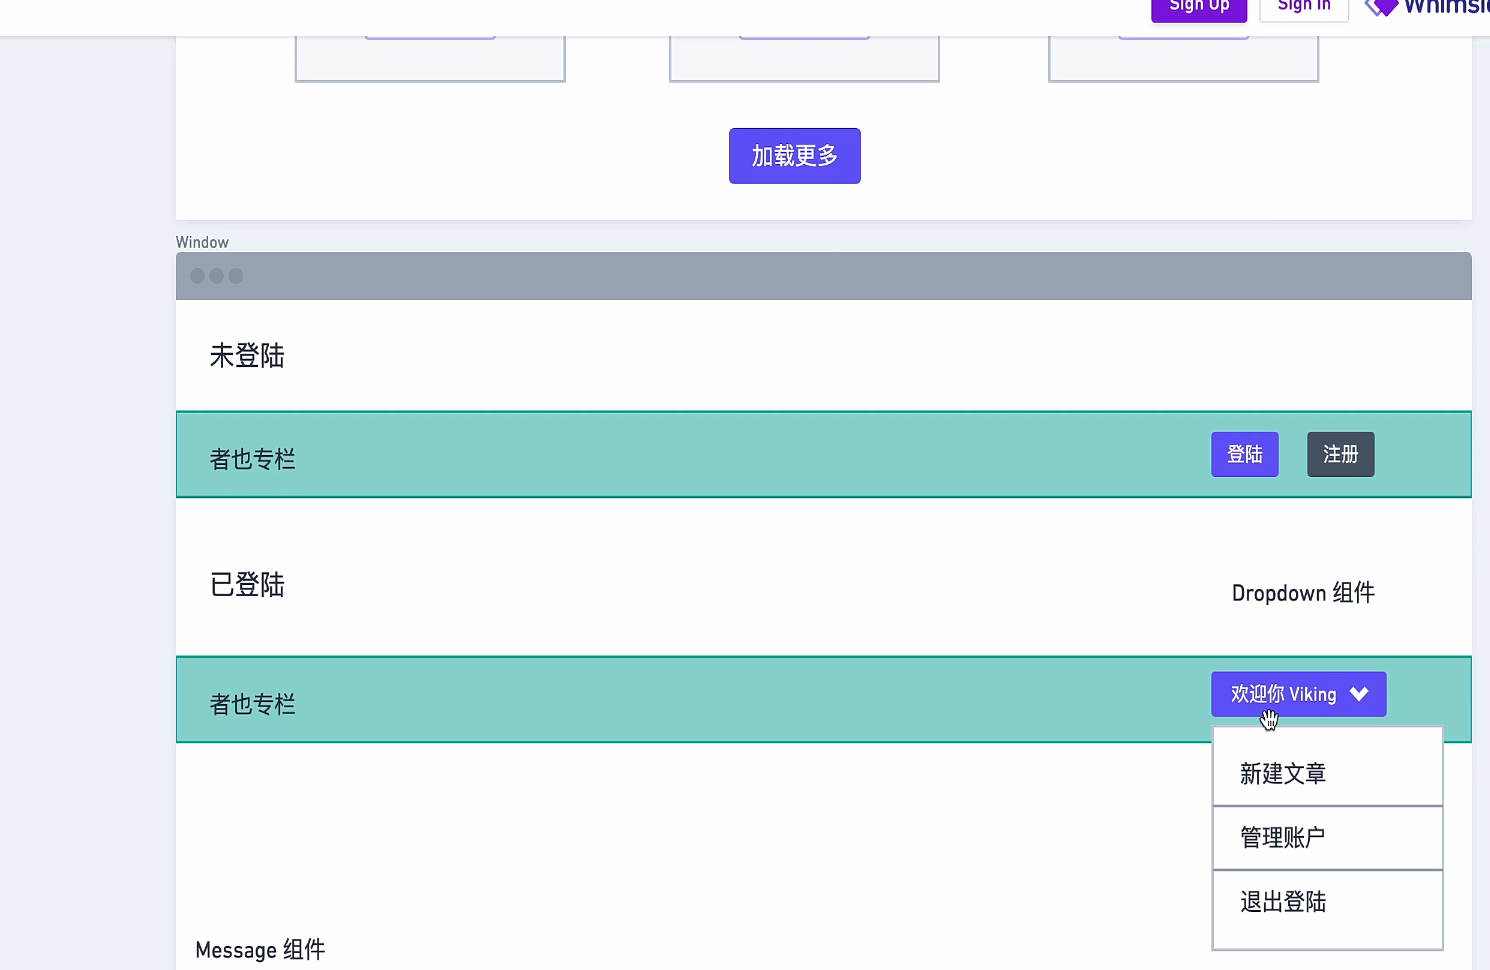 Sign Up
Sign In
加载更多
Window
未登陆
者也专栏
登陆
注册
已登陆
Dropdown 组件
者也专栏
欢迎你 Viking
新建文章
管理账户
退出登陆
Message 组件